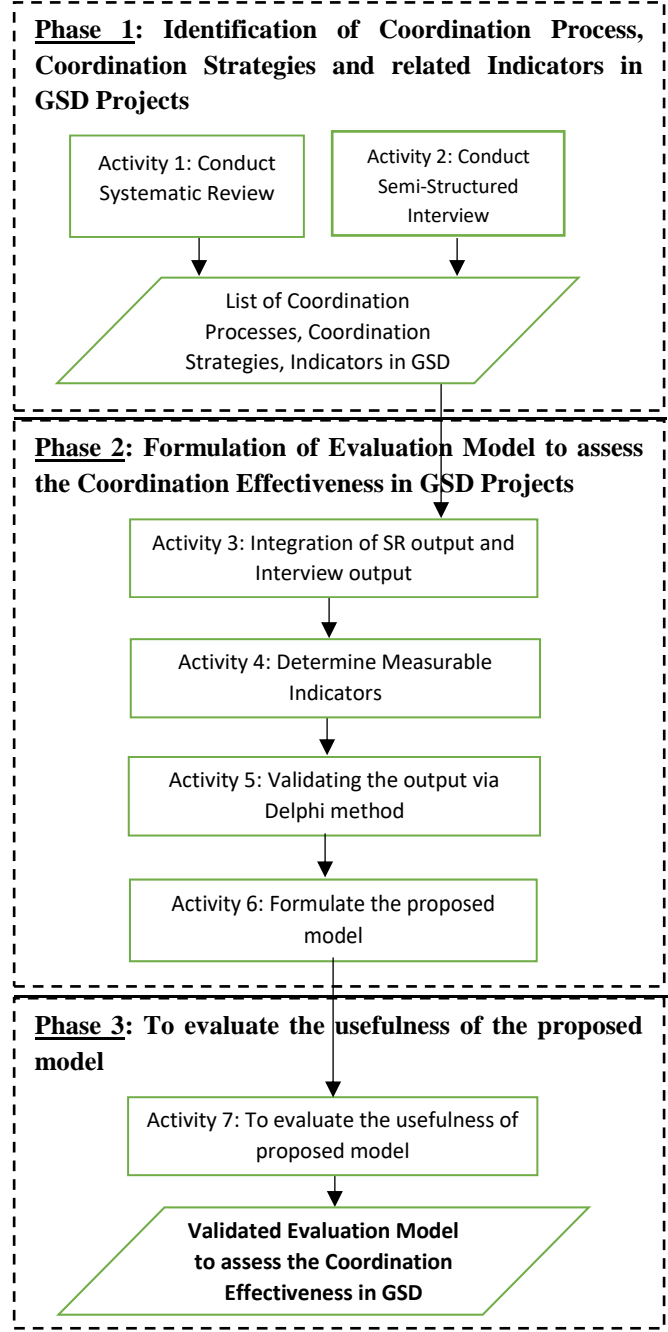 Phase 1: Identification of Coordination Process,
Coordination Strategies and related Indicators in
GSD Projects
Activity 1: Conduct
Systematic Review
Activity 2: Conduct
Semi-Structured
Interview
List of Coordination
Processes, Coordination
Strategies, Indicators in GSD
Phase 2: Formulation of Evaluation Model to assess
the Coordination Effectiveness in GSD Projects
Activity 3: Integration of SR output and
Interview output
Activity 4: Determine Measurable
Indicators
Activity 5: Validating the output via
Delphi method
Activity 6: Formulate the proposed
model
Phase 3: To evaluate the usefulness of the proposed
model
Activity 7: To evaluate the usefulness of
proposed model
Validated Evaluation Model
to assess the Coordination
Effectiveness in GSD